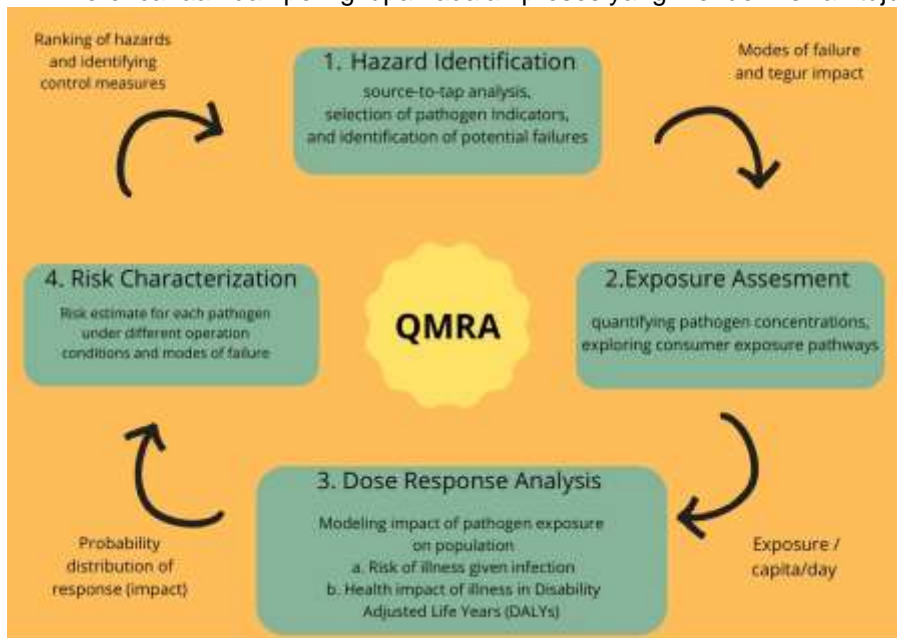 Ranking of hazards
and identifying
control measures
1. Hazard Identification
source-to-tap analysis,
selection of pathogen indicators,
and identification of potential failures
Modes of failure
and tegur impact
4. Risk Characterization
Risk estimate for each pathogen
under different operation
conditions and modes of failure
QMRA
2.Exposure Assesment
quantifying pathogen concentrations,
exploring consumer exposure pathways
3. Dose Response Analysis
Modeling impact of pathogen exposure
on population
a. Risk of illness given infection
b. Health impact of illness in Disability
Adjusted Life Years (DALYs)
Probability
distribution of
response (impact)
Exposure /
capita/day